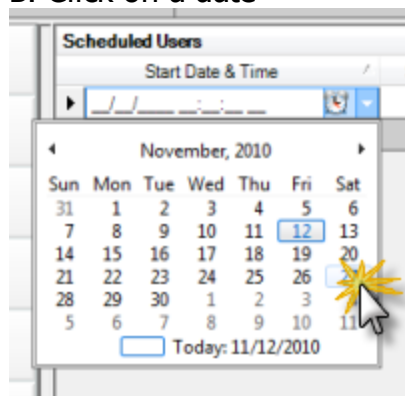 B. Click on a date
Scheduled Users
Start Date & Time
__/__/____ __:__:__ __
November, 2010
Sun Mon Tue Wed Thu Fri Sat
31 1 2 3 4 5 6
7 8 9 10 11 12 13
14 15 16 17 18 19 20
21 22 23 24 25 26
28 29 30 1 2 3
5 6 7 8 9 10 11
Today: 11/12/2010